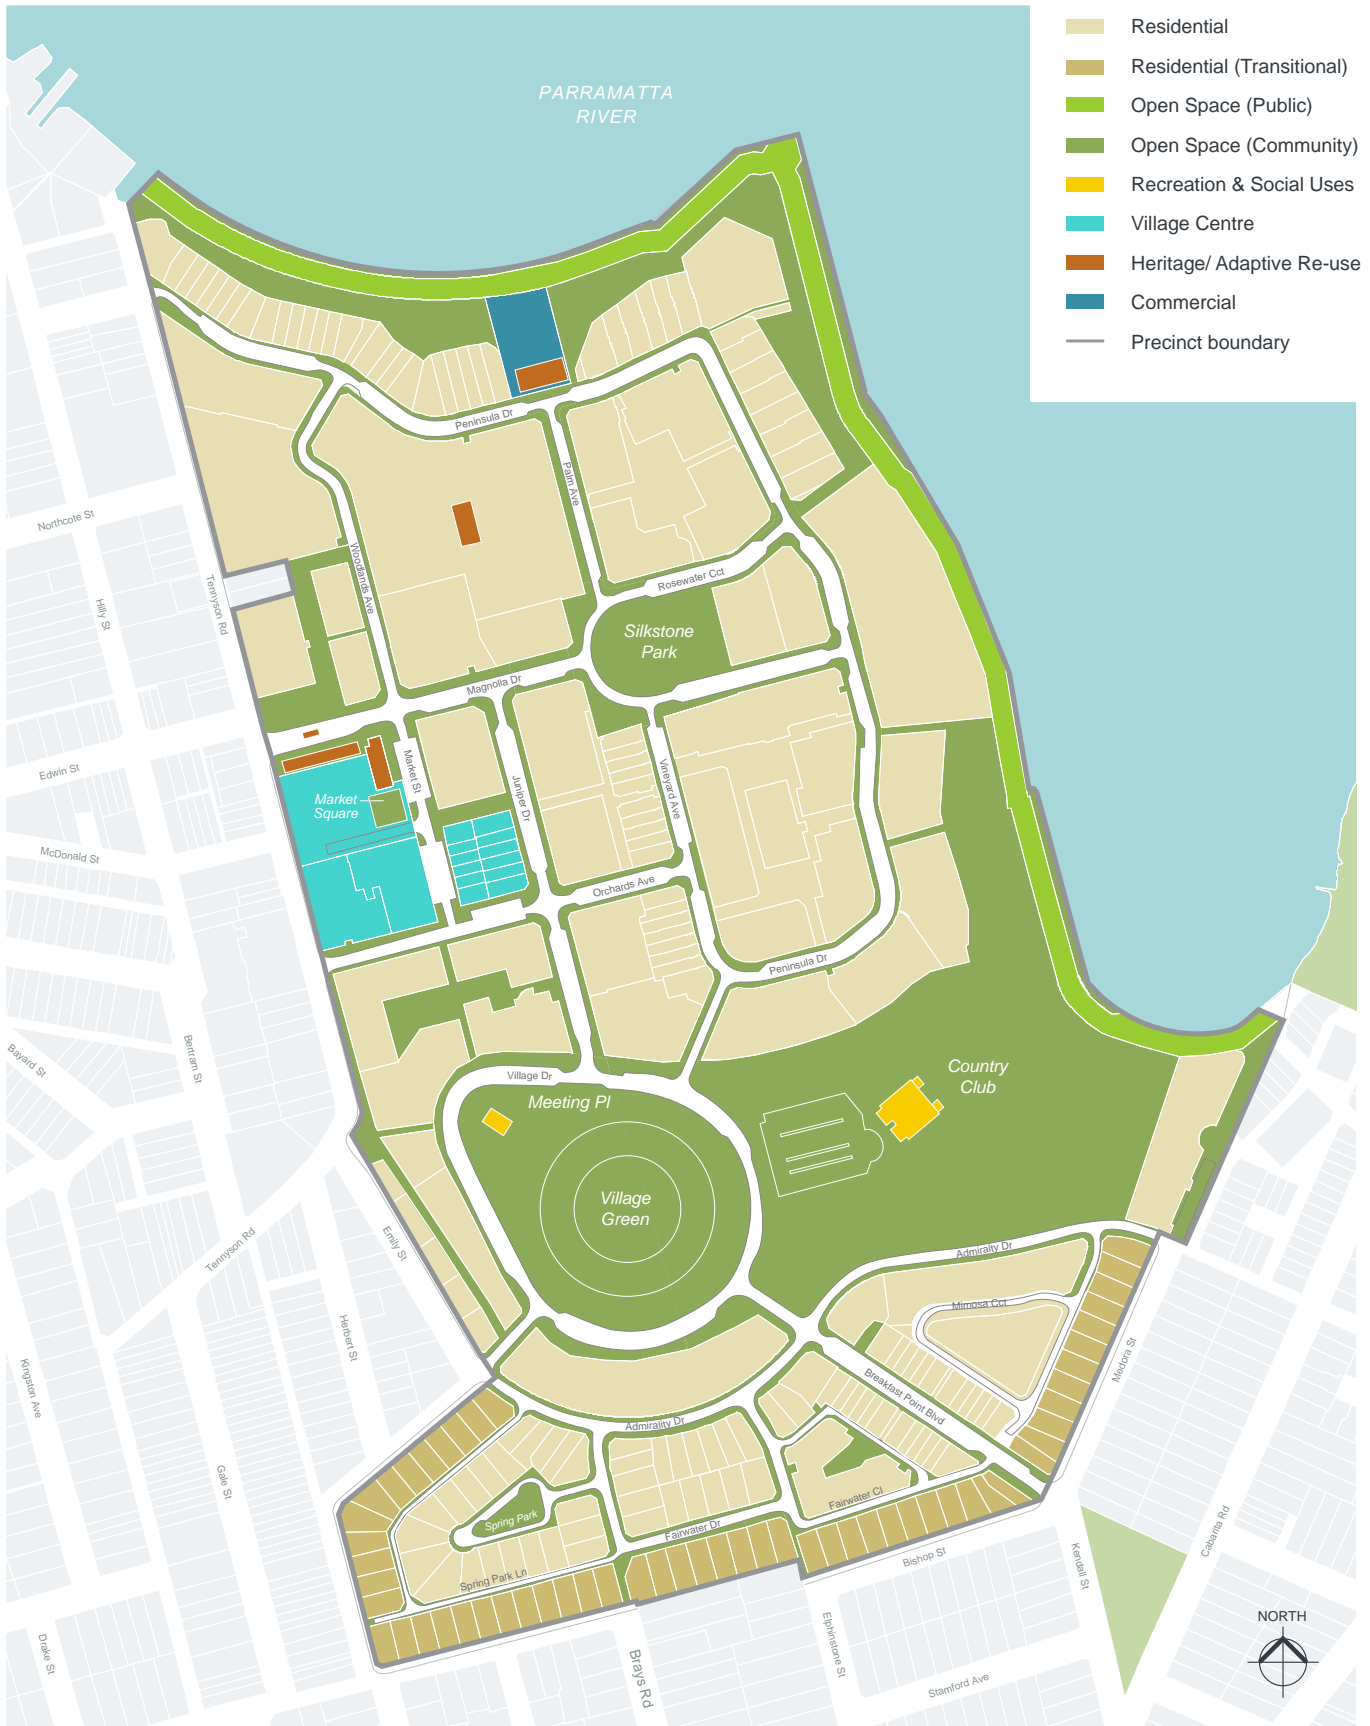 Residential
Residential (Transitional)
Open Space (Public)
Open Space (Community)
Recreation & Social Uses
Village Centre
Heritage/ Adaptive Re-use
Commercial
Precinct boundary
PARRAMATTA
RIVER
Peninsula Dr
Palm Ave
Northcote St
Woodlands Ave
Rosewater Cct
Tennyson Rd
Hilly St
Silkstone
Park
Magnolia Dr
Edwin St
Market St
Juniper Dr
Vineyard Ave
Market
Square
McDonald St
Orchards Ave
Peninsula Dr
Bayard St
Bertram St
Village Dr
Meeting Pl
Country
Club
Village
Green
Tennyson Rd
Emily St
Admiralty Dr
Mimosa Cct
Herbert St
Kingston Ave
Medora St
Breakfast Point Blvd
Admirality Dr
Gale St
Spring Park
Fairwater Cl
Fairwater Dr
Cabarita Rd
Bishop St
Kendall St
Spring Park Ln
Drake St
Elphinstone St
Brays Rd
Stamford Ave
NORTH